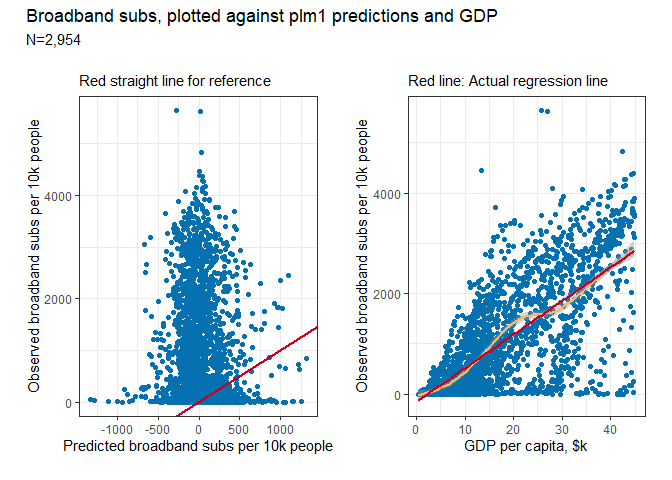 Broadband subs, plotted against plm1 predictions and GDP
N=2,954
Red straight line for reference
Observed broadband subs per 10k people
4000
2000
0
-1000
-500
0
500
1000
Predicted broadband subs per 10k people
Red line: Actual regression line
Observed broadband subs per 10k people
4000
2000
0
0
10
20
30
40
GDP per capita, $k